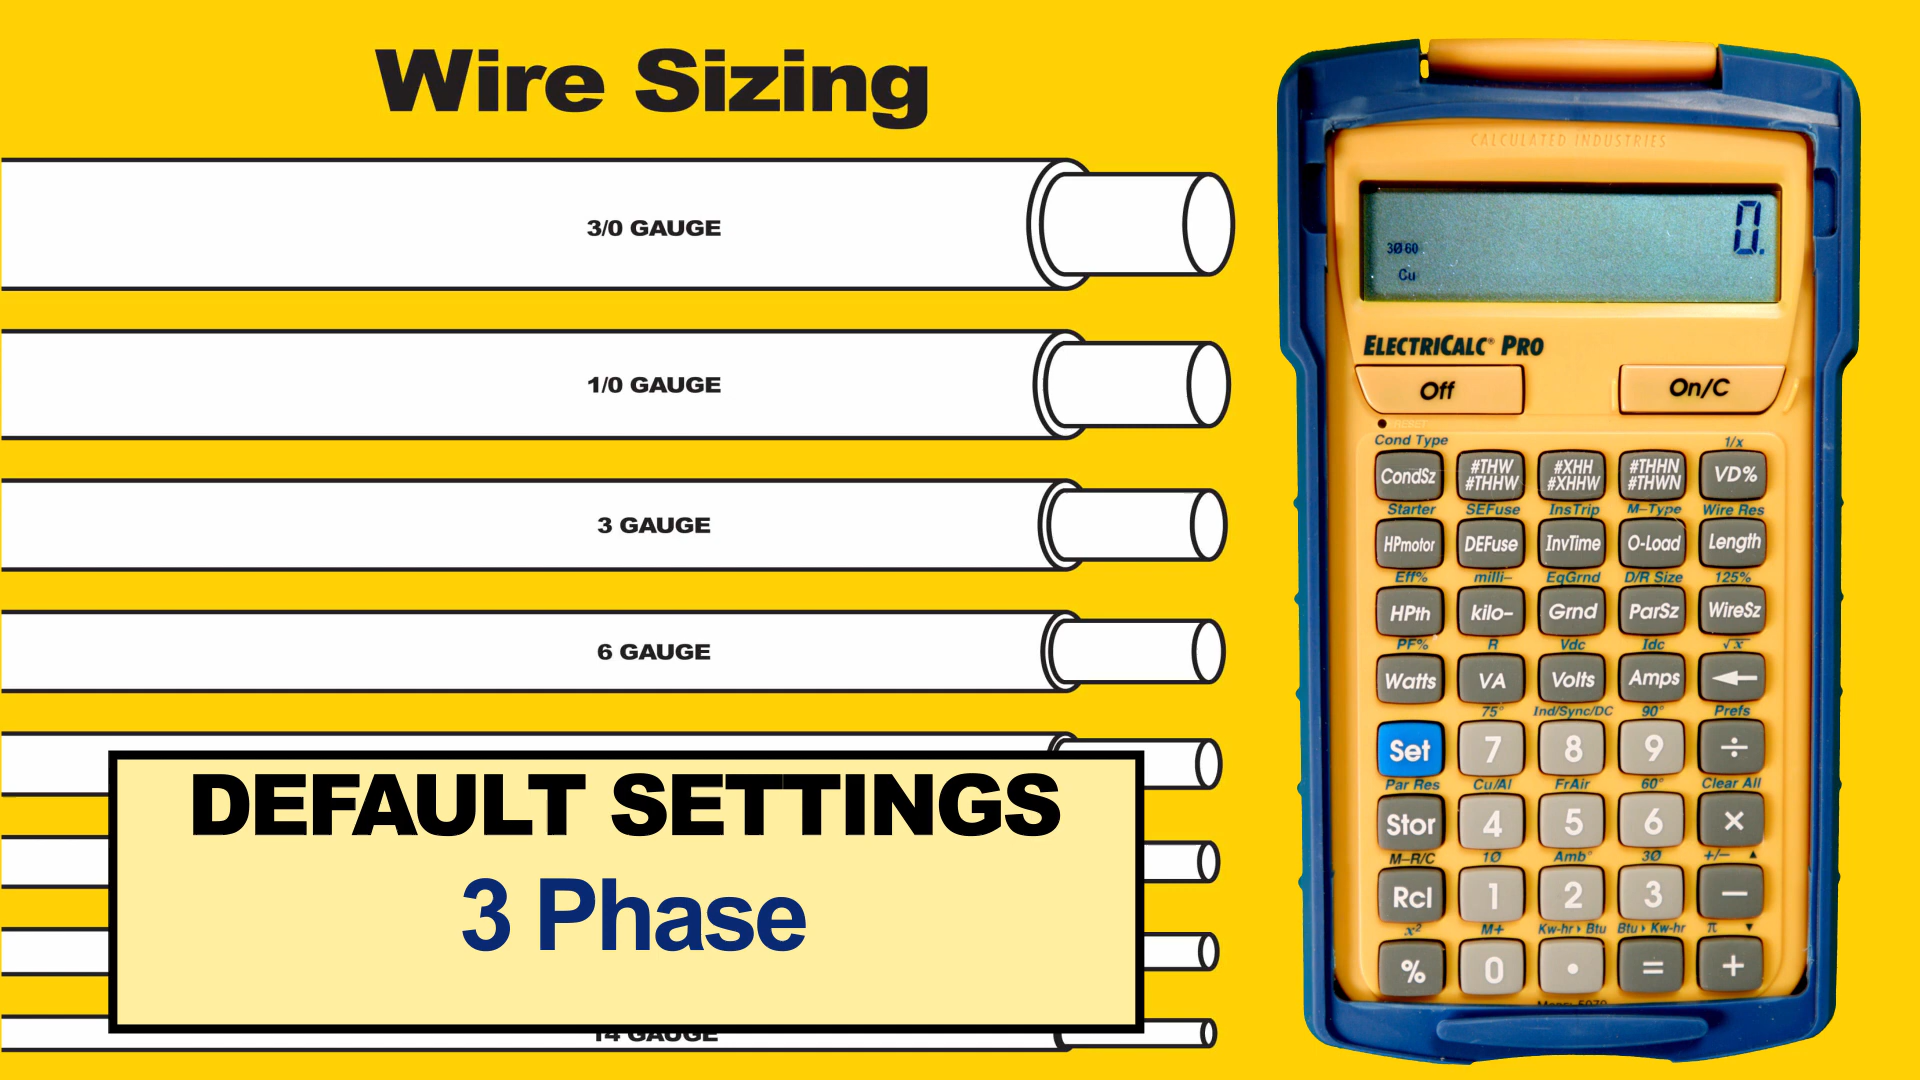 Wire Sizing
3/0 GAUGE
1/0 GAUGE
3 GAUGE
6 GAUGE
14 GAUGE
DEFAULT SETTINGS
3 Phase
CALCULATED INDUSTRIES
0.
3Ø 60
Cu
ELECTRICALC® PRO
Off On/C
RESET
Cond Type 1/x
CondSz #THW #THHW #XHH #XHHW #THHN #THWN VD%
Starter SEFuse InsTrip M-Type Wire Res
HPmotor DEFuse InvTime O-Load Length
Eff% milli- EqGrnd D/R Size 125%
HPth kilo- Grnd ParSz WireSz
PF% R Vdc Idc √x
Watts VA Volts Amps
75° Ind/Sync/DC 90° Prefs
Set 7 8 9 ÷
Par Res Cu/Al FrAir 60° Clear All
Stor 4 5 6 ×
M-R/C 1Ø Amb° 3Ø +/- ▲
Rcl 1 2 3 −
x² M+ Kw-hr ▸ Btu Btu ▸ Kw-hr π ▼
% 0 • = +